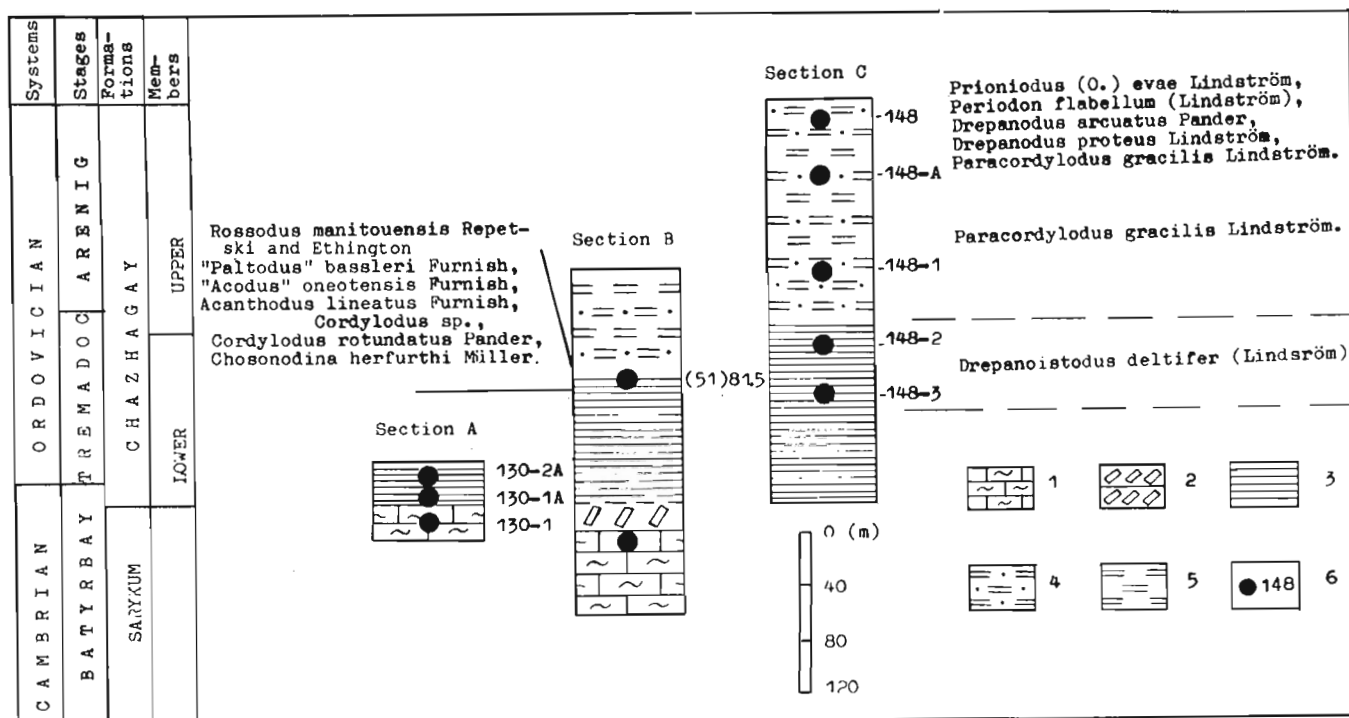 Systems
Stages
Forma-
tions
Mem-
bers
ORDOVICIAN
CAMBRIAN
ARENIG
TREMADOC
BATYRBAY
CHAZHAGAY
SARYKUM
UPPER
LOWER
Rossodus manitouensis Repet-
ski and Ethington
"Paltodus" bassleri Furnish,
"Acodus" oneotensis Furnish,
Acanthodus lineatus Furnish,
Cordylodus sp.,
Cordylodus rotundatus Pander,
Chosonodina herfurthi Müller.
Section A
130-2A
130-1A
130-1
Section B
(51)815
Section C
-148
-148-A
-148-1
-148-2
-148-3
Prioniodus (O.) evae Lindström,
Periodon flabellum (Lindström),
Drepanodus arcuatus Pander,
Drepanodus proteus Lindström,
Paracordylodus gracilis Lindström.
Paracordylodus gracilis Lindström.
Drepanoistodus deltifer (Lindsröm)
0 (m)
40
80
120
1
2
3
4
5
148 6